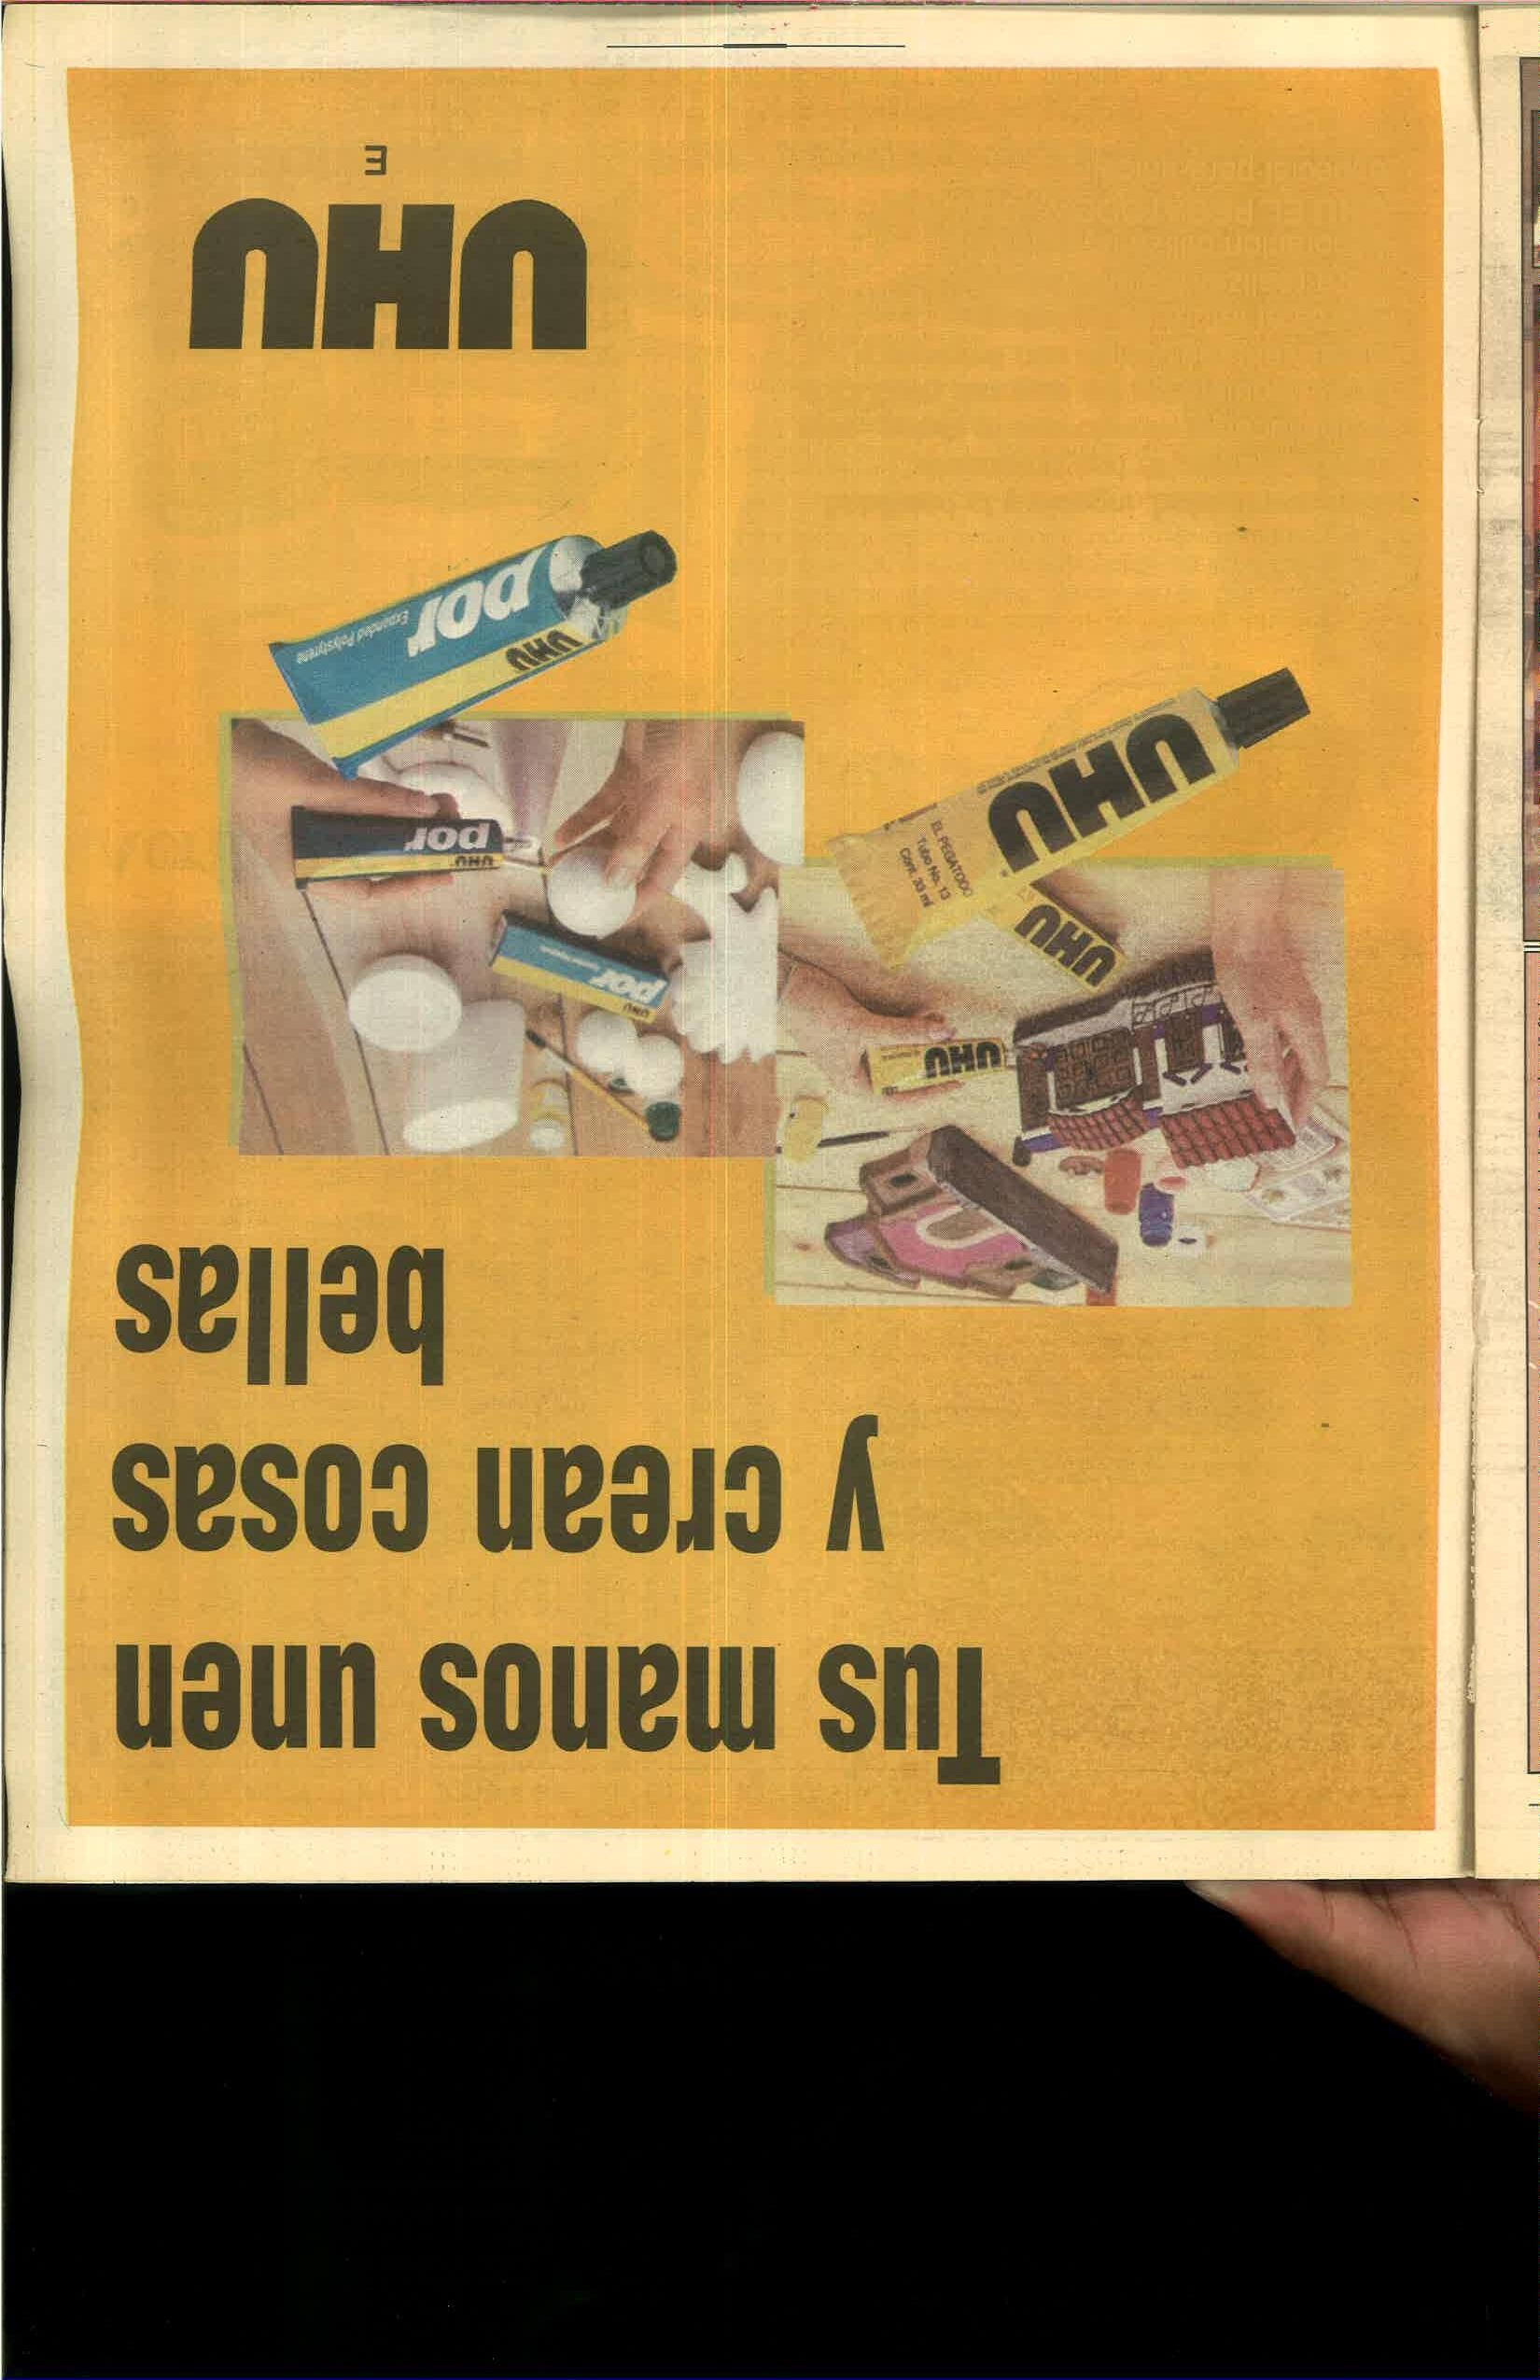 Tus manos unen
y crean cosas
bellas
UHU
EL PEGATODO
Tubo No. 13
Cont. 33 ml
UHU
UHU
UHU
por
UHU
por
UHU
por
Expanded Polystyrene
UHU
E